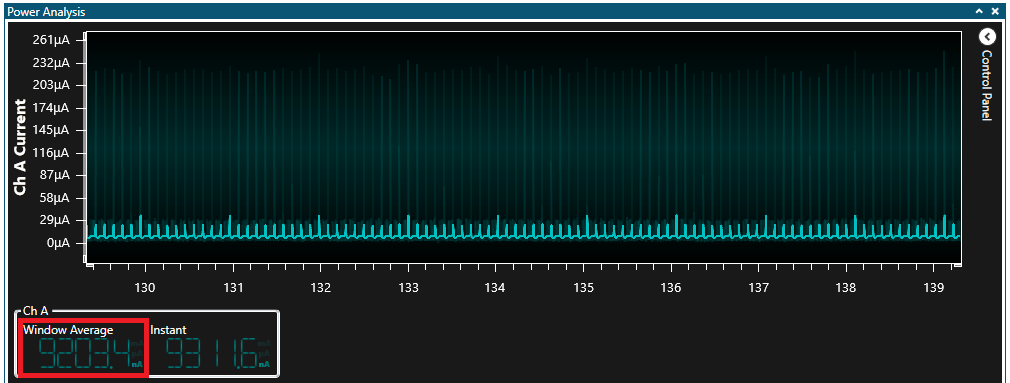 Power Analysis
261µA
232µA
203µA
174µA
145µA
116µA
87µA
58µA
29µA
0µA
Ch A Current
130 131 132 133 134 135 136 137 138 139
Control Panel
Ch A
Window Average Instant
9203.4 nA 9311.6 nA